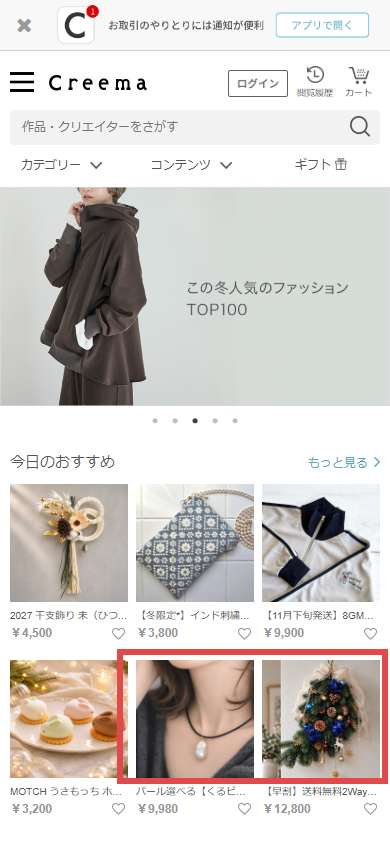 1
C
お取引のやりとりには通知が便利
アプリで開く
Creema
ログイン
閲覧履歴
カート
作品・クリエイターをさがす
カテゴリー
コンテンツ
ギフト
この冬人気のファッション
TOP100
今日のおすすめ
もっと見る
2027 干支飾り 未（ひつ...
【冬限定*】インド刺繍...
【11月下旬発送】8GM...
￥4,500
￥3,800
￥9,900
MOTCH うさもっち ホ...
パール選べる【くるピ...
【早割】送料無料2Way...
￥3,200
￥9,980
￥12,800